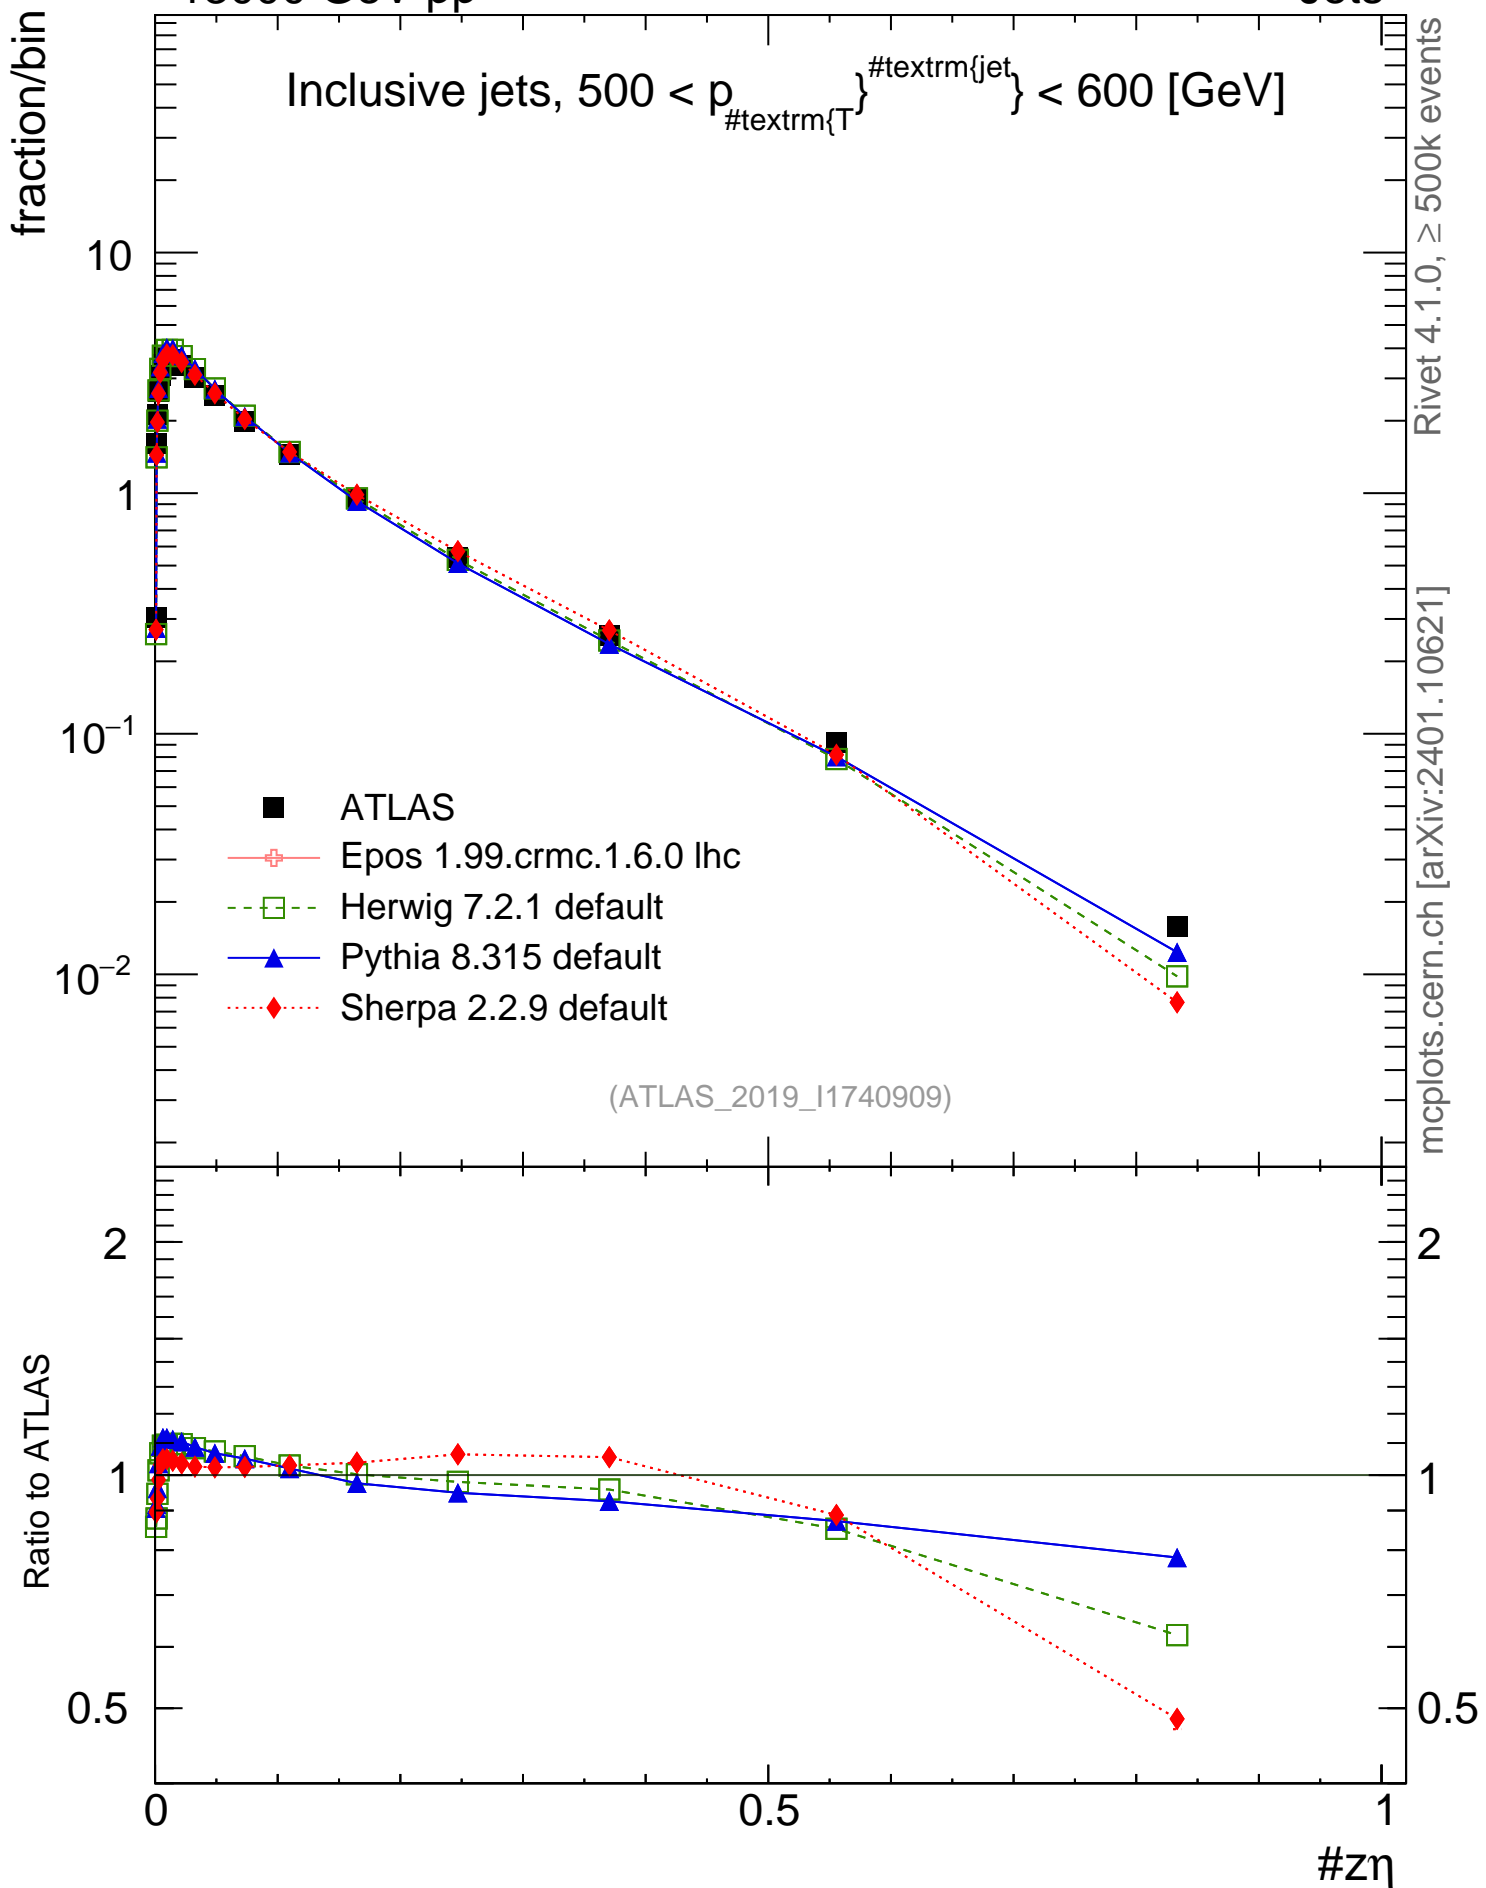 fraction/bin
Inclusive jets, 500 < p_{#textrm{T}}^{#textrm{jet}} < 600 [GeV]
10
1
10−1
10−2
ATLAS
Epos 1.99.crmc.1.6.0 lhc
Herwig 7.2.1 default
Pythia 8.315 default
Sherpa 2.2.9 default
(ATLAS_2019_I1740909)
Rivet 4.1.0, ≥ 500k events
mcplots.cern.ch [arXiv:2401.10621]
Ratio to ATLAS
2
1
0.5
2
1
0.5
0
0.5
1
#zη